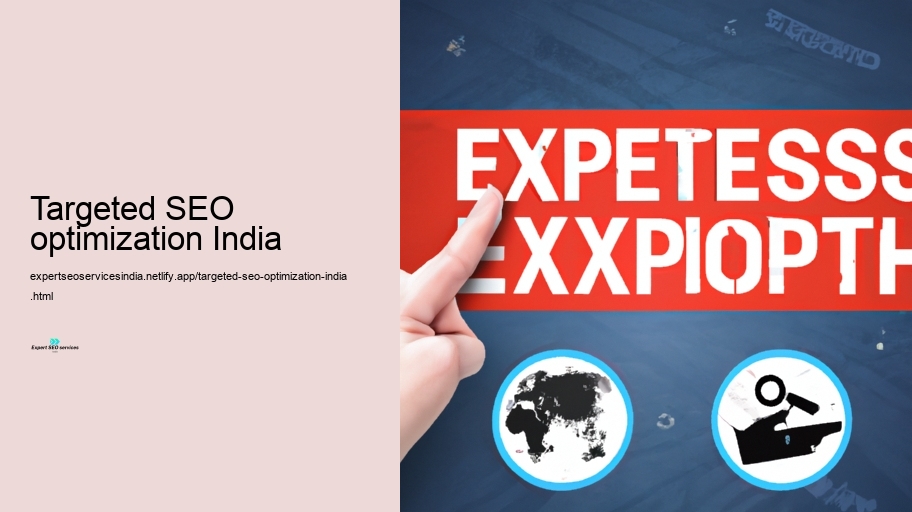 Targeted SEO
optimization India
expertseoservicesindia.netlify.app/targeted-seo-optimization-india
.html
Expert SEO services
EXPETESSS
EXXPIOPTH